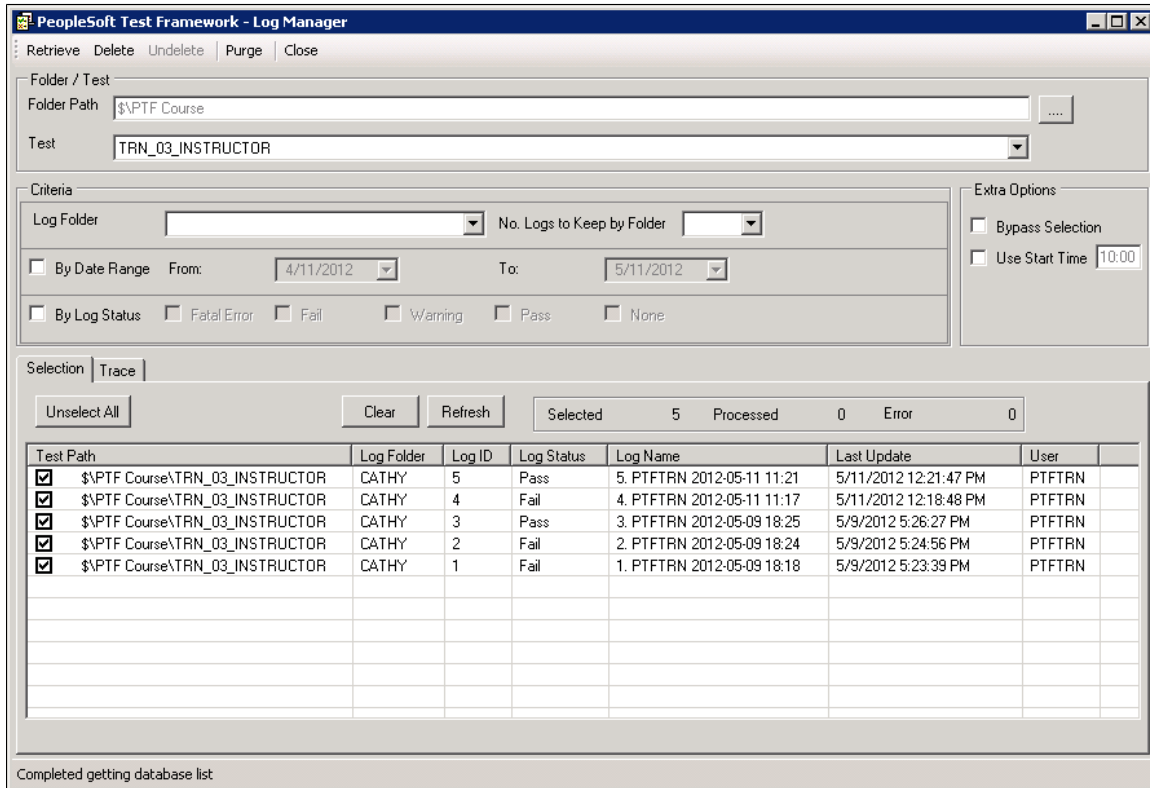 PeopleSoft Test Framework - Log Manager
Retrieve Delete Undelete Purge Close
Folder / Test
Folder Path $\PTF Course ....
Test TRN_03_INSTRUCTOR
Criteria Extra Options
Log Folder No. Logs to Keep by Folder Bypass Selection
By Date Range From: 4/11/2012 To: 5/11/2012 Use Start Time 10:00
By Log Status Fatal Error Fail Warning Pass None
Selection Trace
Unselect All Clear Refresh Selected 5 Processed 0 Error 0
Test Path Log Folder Log ID Log Status Log Name Last Update User
$\PTF Course\TRN_03_INSTRUCTOR CATHY 5 Pass 5. PTFTRN 2012-05-11 11:21 5/11/2012 12:21:47 PM PTFTRN
$\PTF Course\TRN_03_INSTRUCTOR CATHY 4 Fail 4. PTFTRN 2012-05-11 11:17 5/11/2012 12:18:48 PM PTFTRN
$\PTF Course\TRN_03_INSTRUCTOR CATHY 3 Pass 3. PTFTRN 2012-05-09 18:25 5/9/2012 5:26:27 PM PTFTRN
$\PTF Course\TRN_03_INSTRUCTOR CATHY 2 Fail 2. PTFTRN 2012-05-09 18:24 5/9/2012 5:24:56 PM PTFTRN
$\PTF Course\TRN_03_INSTRUCTOR CATHY 1 Fail 1. PTFTRN 2012-05-09 18:18 5/9/2012 5:23:39 PM PTFTRN
Completed getting database list